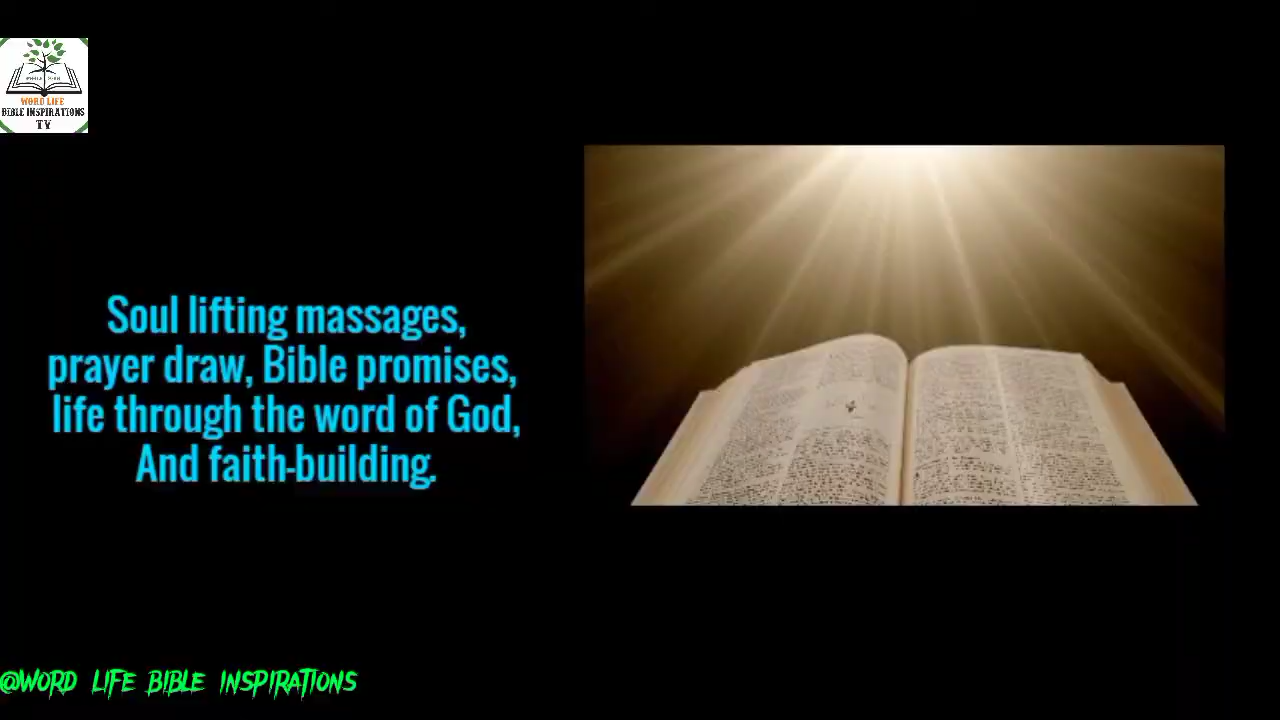 WORD LIFE
BIBLE INSPIRATIONS
TV
Soul lifting massages,
prayer draw, Bible promises,
life through the word of God,
And faith-building.
@WORD LIFE BIBLE INSPIRATIONS